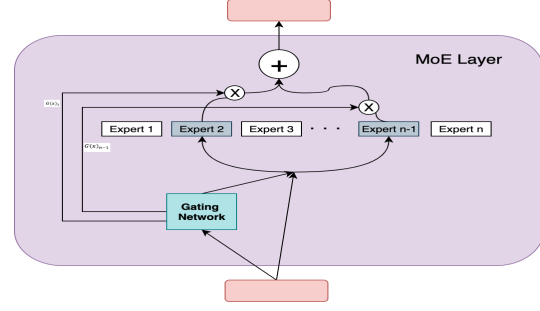 MoE Layer
+
×
×
G(x)₂
Expert 1
Expert 2
Expert 3
. . .
Expert n-1
Expert n
G(x)ₙ₋₁
Gating
Network